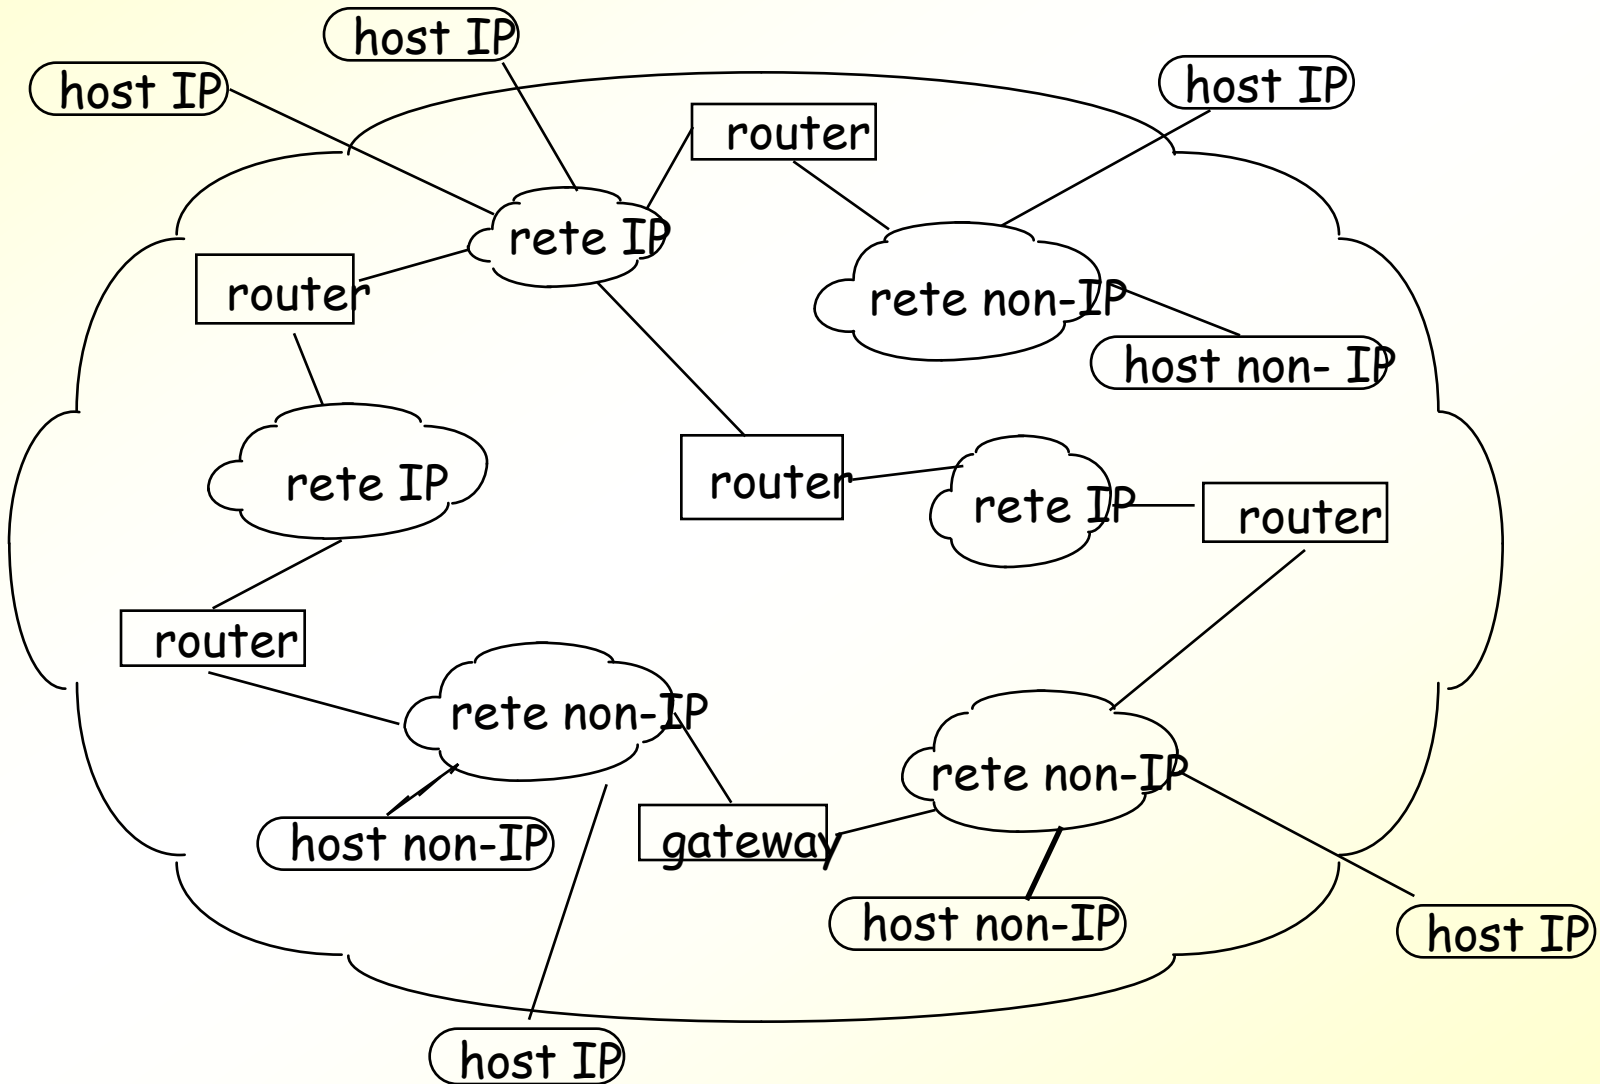 host IP
host IP
host IP
router
rete IP
router
rete non-IP
host non- IP
rete IP
router
rete IP
router
router
rete non-IP
rete non-IP
host non-IP
gateway
host non-IP
host IP
host IP